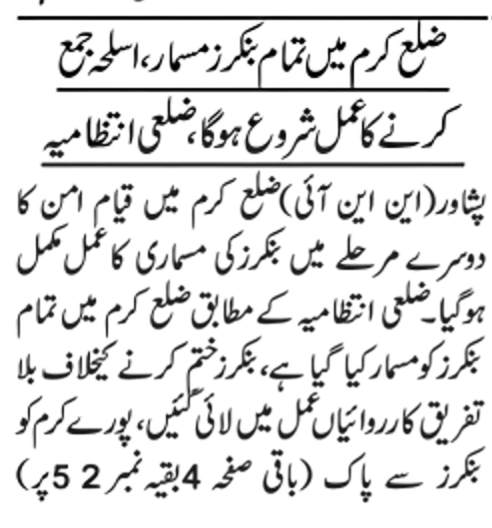 ضلع کرم میں تمام بنکرز مسمار، اسلحہ جمع
کرنے کا عمل شروع ہوگا، ضلعی انتظامیہ
پشاور(این این آئی)ضلع کرم میں قیام امن کا
دوسرے مرحلے میں بنکرز کی مسماری کا عمل مکمل
ہوگیا۔ضلعی انتظامیہ کے مطابق ضلع کرم میں تمام
بنکرز کو مسمار کیا گیا ہے، بنکرز ختم کرنے کیخلاف بلا
تفریق کارروائیاں عمل میں لائی گئیں، پورے کرم کو
بنکرز سے پاک (باقی صفحہ 4 بقیہ نمبر 2 5 پر)